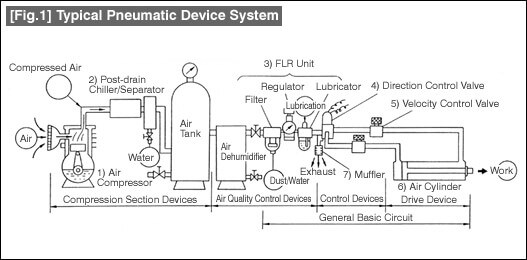 [Fig.1] Typical Pneumatic Device System
Compressed Air
2) Post-drain
Chiller/Separator
3) FLR Unit
Regulator
Lubricator
Filter
Lubrication
4) Direction Control Valve
5) Velocity Control Valve
Air
Air
Tank
Water
Air
Dehumidifier
1) Air
Compressor
Dust/Water
Exhaust
7) Muffler
6) Air Cylinder
Work
Compression Section Devices
Air Quality Control Devices
Control Devices
Drive Device
General Basic Circuit